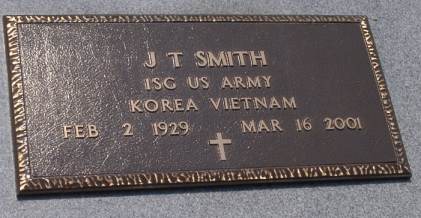 J T SMITH
1SG US ARMY
KOREA VIETNAM
FEB 2 1929 MAR 16 2001